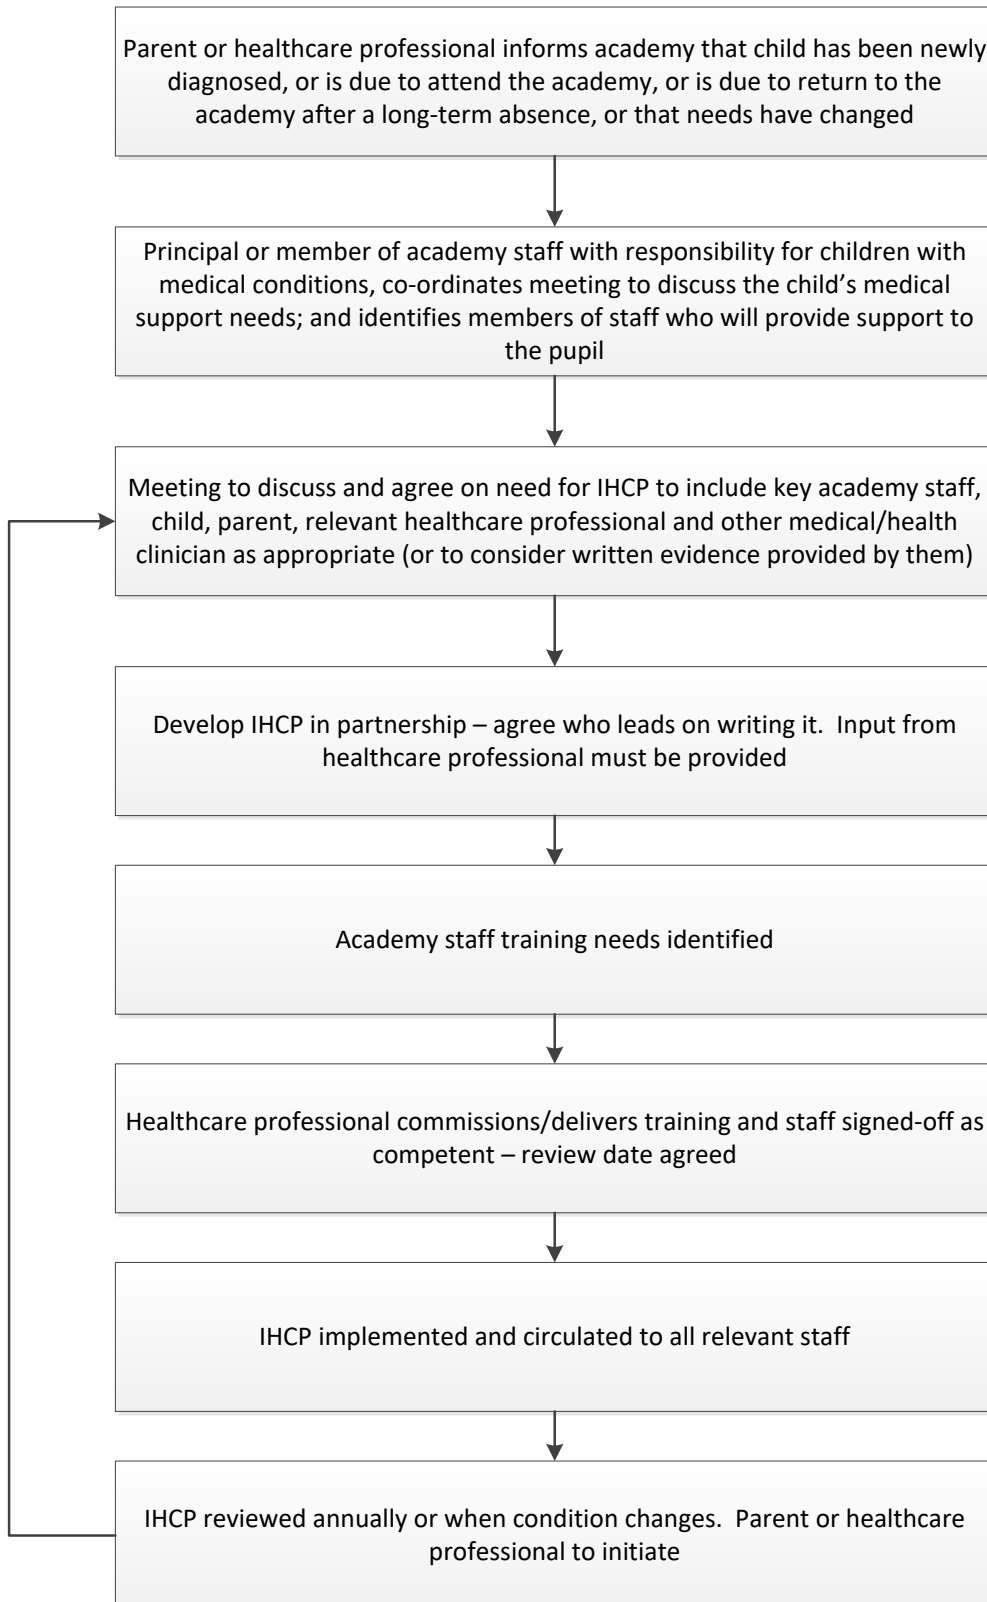 Parent or healthcare professional informs academy that child has been newly
diagnosed, or is due to attend the academy, or is due to return to the
academy after a long-term absence, or that needs have changed
Principal or member of academy staff with responsibility for children with
medical conditions, co-ordinates meeting to discuss the child’s medical
support needs; and identifies members of staff who will provide support to
the pupil
Meeting to discuss and agree on need for IHCP to include key academy staff,
child, parent, relevant healthcare professional and other medical/health
clinician as appropriate (or to consider written evidence provided by them)
Develop IHCP in partnership – agree who leads on writing it.  Input from
healthcare professional must be provided
Academy staff training needs identified
Healthcare professional commissions/delivers training and staff signed-off as
competent – review date agreed
IHCP implemented and circulated to all relevant staff
IHCP reviewed annually or when condition changes.  Parent or healthcare
professional to initiate